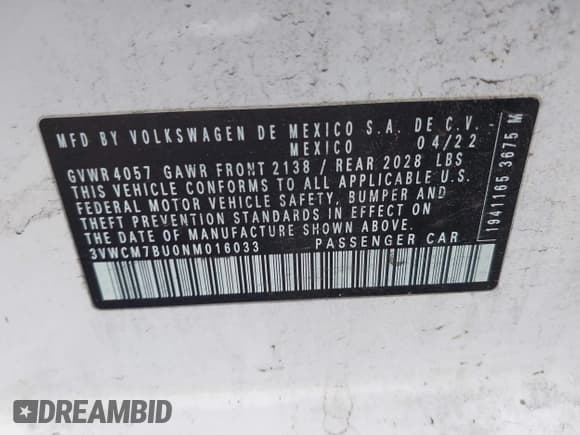 MFD BY VOLKSWAGEN DE MEXICO S.A. DE C.V.
MEXICO 04/22
GVWR 4057 GAWR FRONT 2138 / REAR 2028 LBS
THIS VEHICLE CONFORMS TO ALL APPLICABLE U.S.
FEDERAL MOTOR VEHICLE SAFETY, BUMPER AND
THEFT PREVENTION STANDARDS IN EFFECT ON
THE DATE OF MANUFACTURE SHOWN ABOVE.
3VWCM7BU0NM016033 PASSENGER CAR
1941165 3675 M
DREAMBID